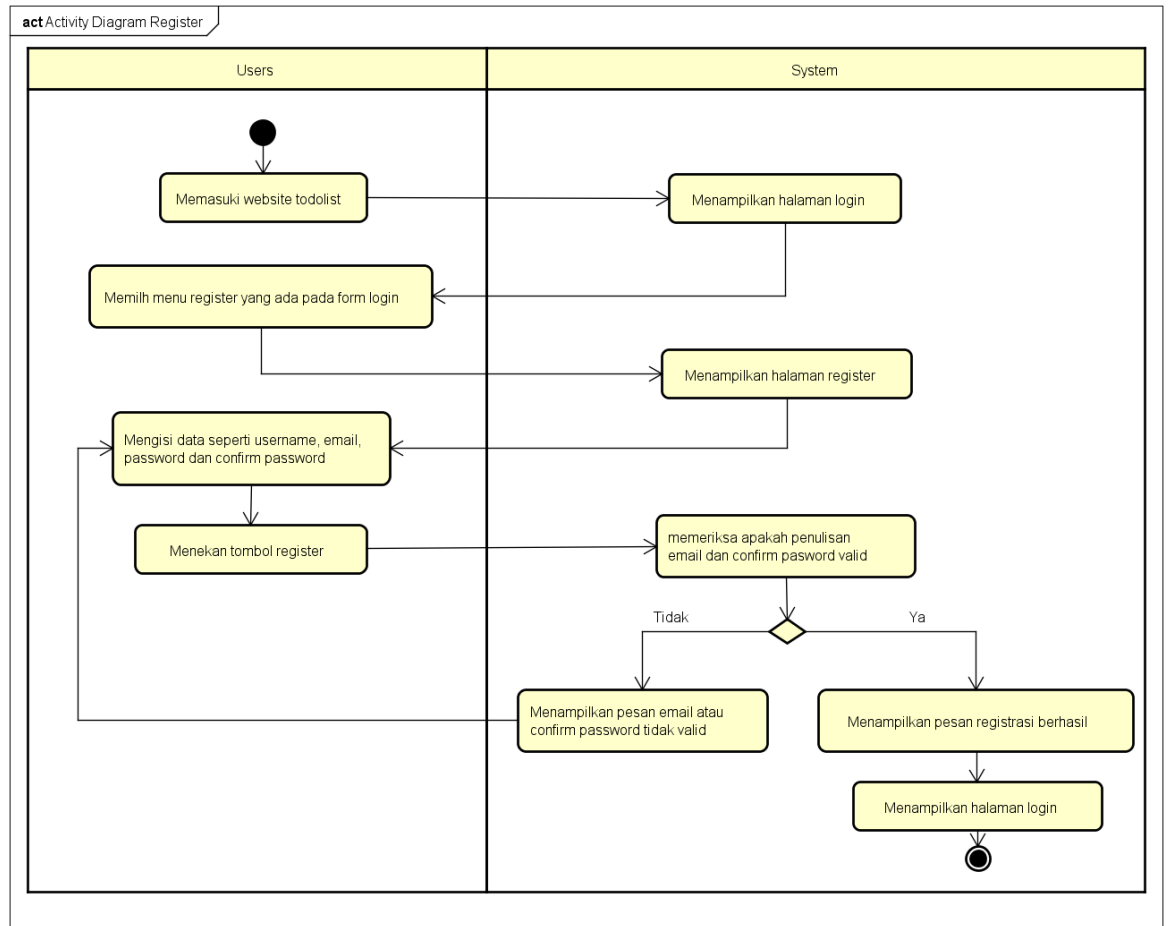 act Activity Diagram Register
Users
System
Memasuki website todolist
Menampilkan halaman login
Memilh menu register yang ada pada form login
Menampilkan halaman register
Mengisi data seperti username, email,
password dan confirm password
Menekan tombol register
memeriksa apakah penulisan
email dan confirm pasword valid
Tidak
Ya
Menampilkan pesan email atau
confirm password tidak valid
Menampilkan pesan registrasi berhasil
Menampilkan halaman login